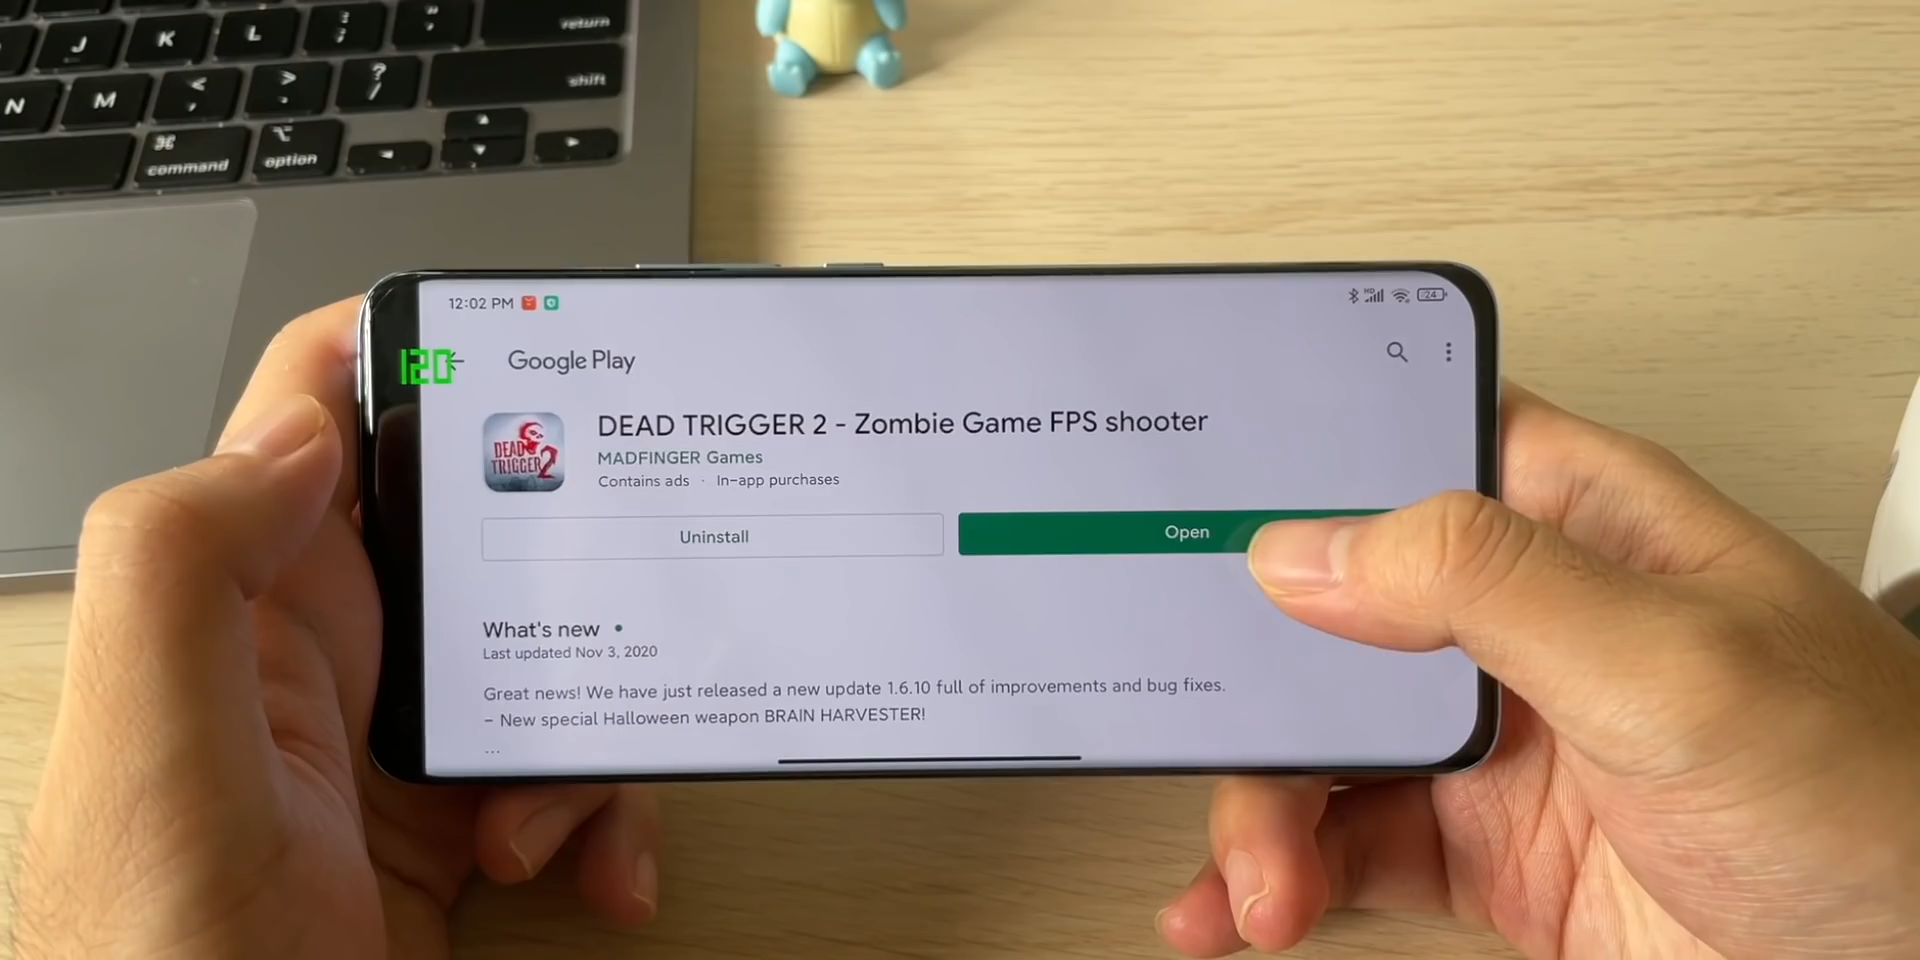 J K L : ; " '
return
N M < , > . ? /
shift
⌘
command
⌥
option
12:02 PM
HD
24
120
←
Google Play
DEAD TRIGGER 2
DEAD TRIGGER 2 - Zombie Game FPS shooter
MADFINGER Games
Contains ads · In-app purchases
Uninstall
Open
What's new •
Last updated Nov 3, 2020
Great news! We have just released a new update 1.6.10 full of improvements and bug fixes.
– New special Halloween weapon BRAIN HARVESTER!
...